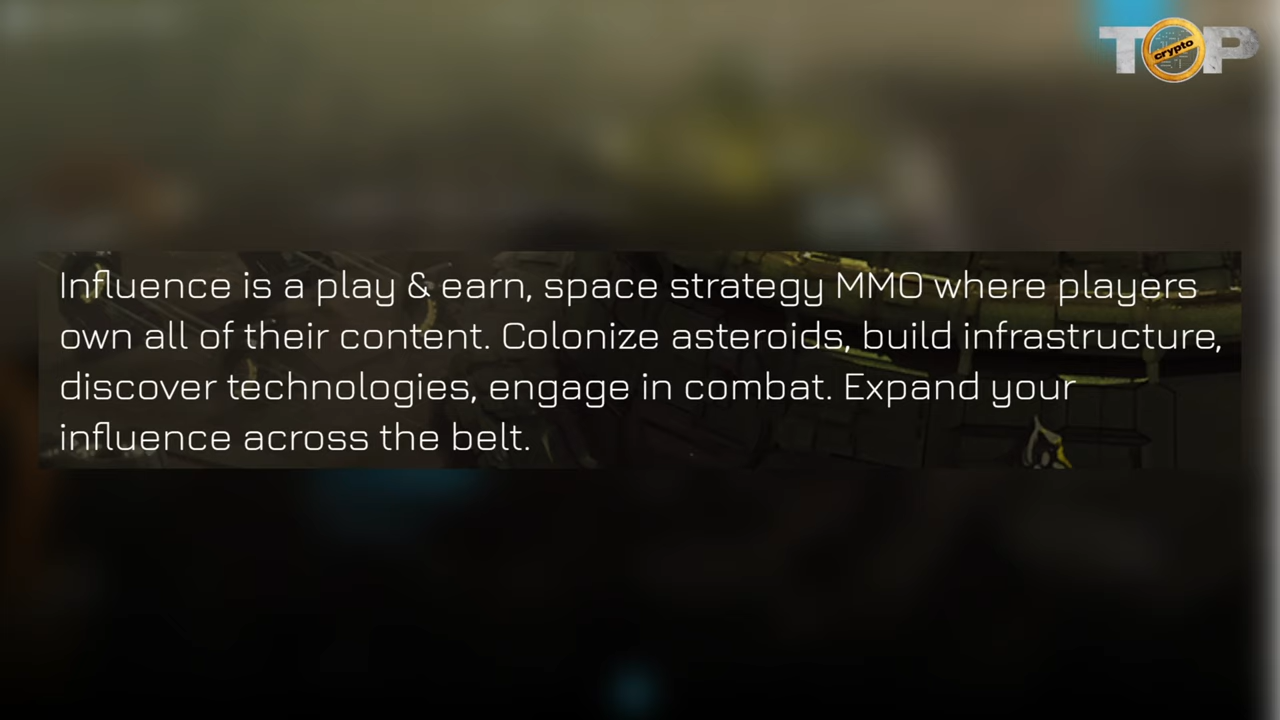 TOP
crypto
Influence is a play & earn, space strategy MMO where players
own all of their content. Colonize asteroids, build infrastructure,
discover technologies, engage in combat. Expand your
influence across the belt.